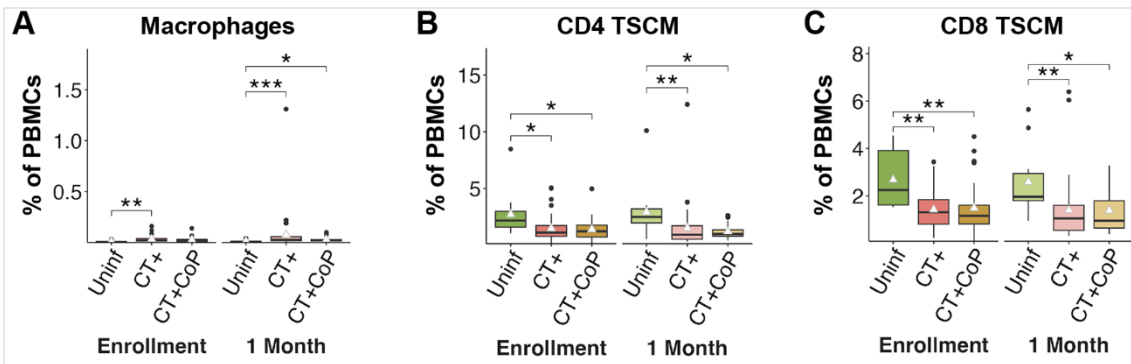 A Macrophages
% of PBMCs
1.5
1.0
0.5
**
***
*
Uninf
CT+
CT+CoP
Uninf
CT+
CT+CoP
Enrollment
1 Month
B CD4 TSCM
% of PBMCs
15
10
5
*
*
**
*
Uninf
CT+
CT+CoP
Uninf
CT+
CT+CoP
Enrollment
1 Month
C CD8 TSCM
% of PBMCs
8
6
4
2
**
**
**
*
Uninf
CT+
CT+CoP
Uninf
CT+
CT+CoP
Enrollment
1 Month